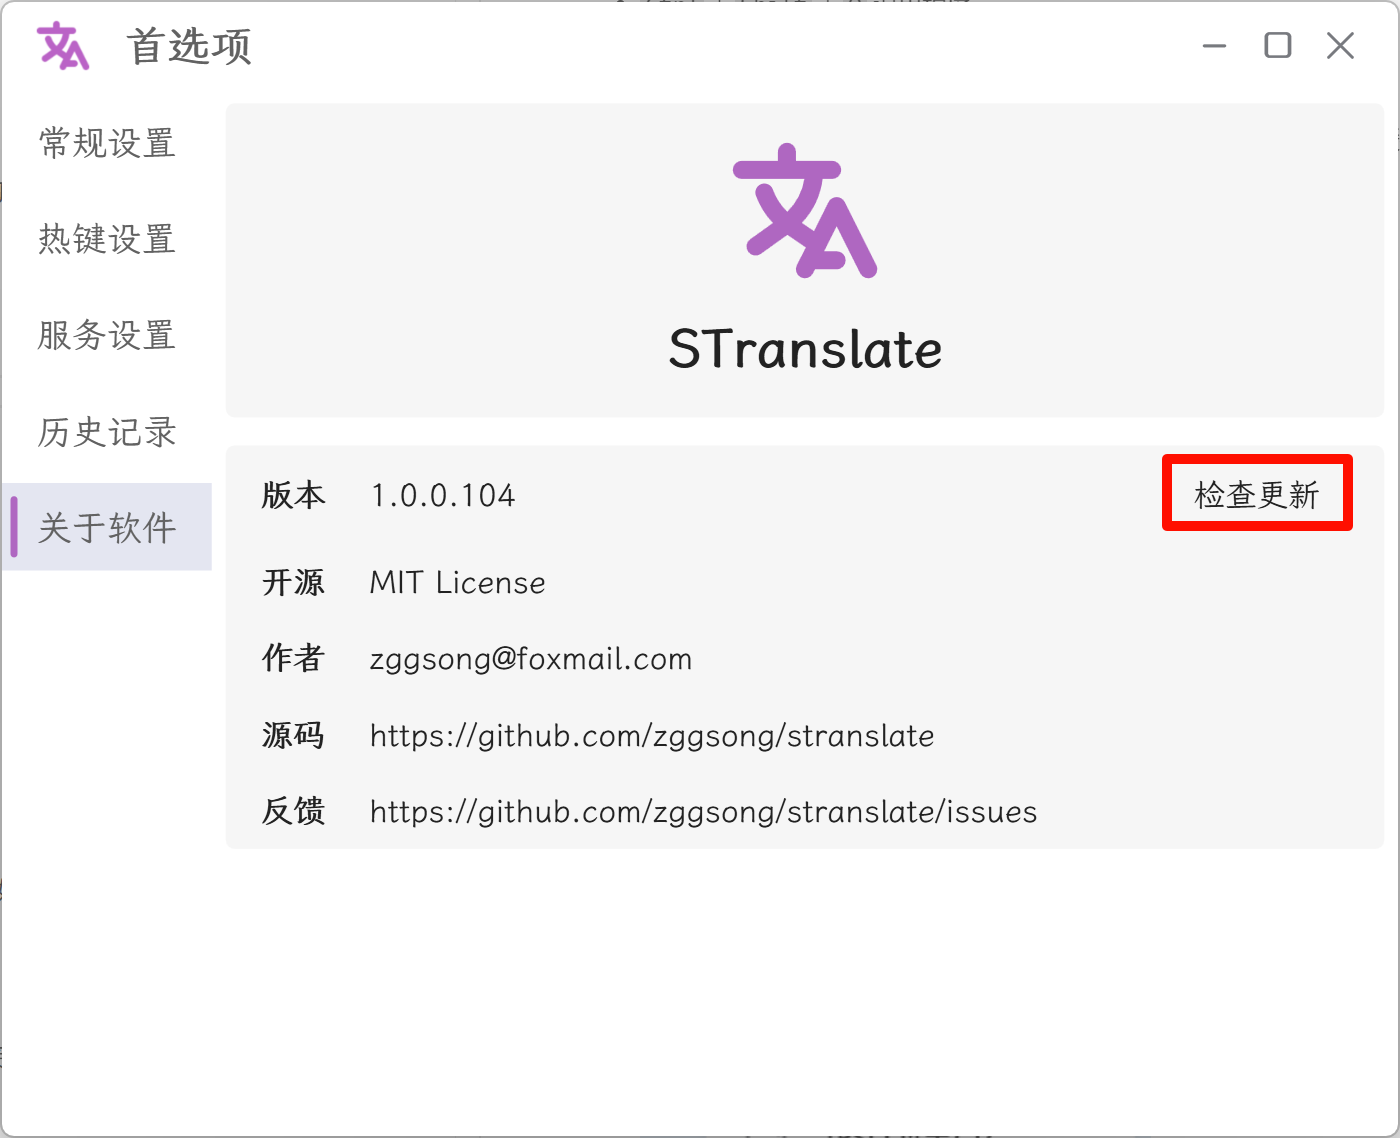 首选项
常规设置
热键设置
服务设置
历史记录
关于软件
STranslate
版本 1.0.0.104 检查更新
开源 MIT License
作者 zggsong@foxmail.com
源码 https://github.com/zggsong/stranslate
反馈 https://github.com/zggsong/stranslate/issues